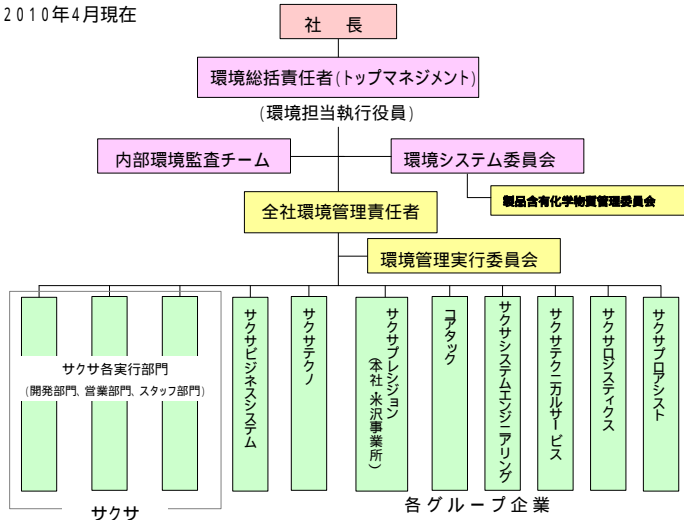 2010年4月現在
社長
環境総括責任者(トップマネジメント)
(環境担当執行役員)
内部環境監査チーム
環境システム委員会
製品含有化学物質管理委員会
全社環境管理責任者
環境管理実行委員会
サクサ各実行部門
(開発部門、営業部門、スタッフ部門)
サクサ
サクサビジネスシステム
サクサテクノ
サクサプレシジョン
(本社・米沢事業所)
コアタック
サクサシステムエンジニアリング
サクサテクニカルサービス
サクサロジスティクス
サクサプロアシスト
各グループ企業